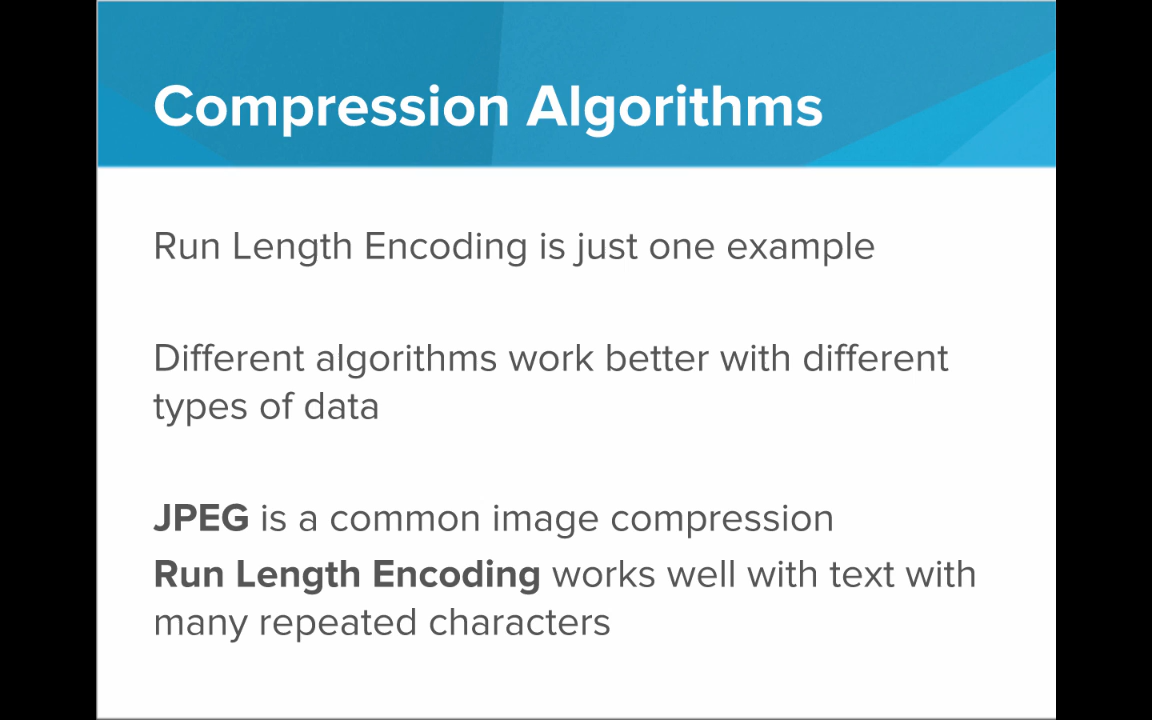 Compression Algorithms
Run Length Encoding is just one example
Different algorithms work better with different
types of data
JPEG is a common image compression
Run Length Encoding works well with text with
many repeated characters